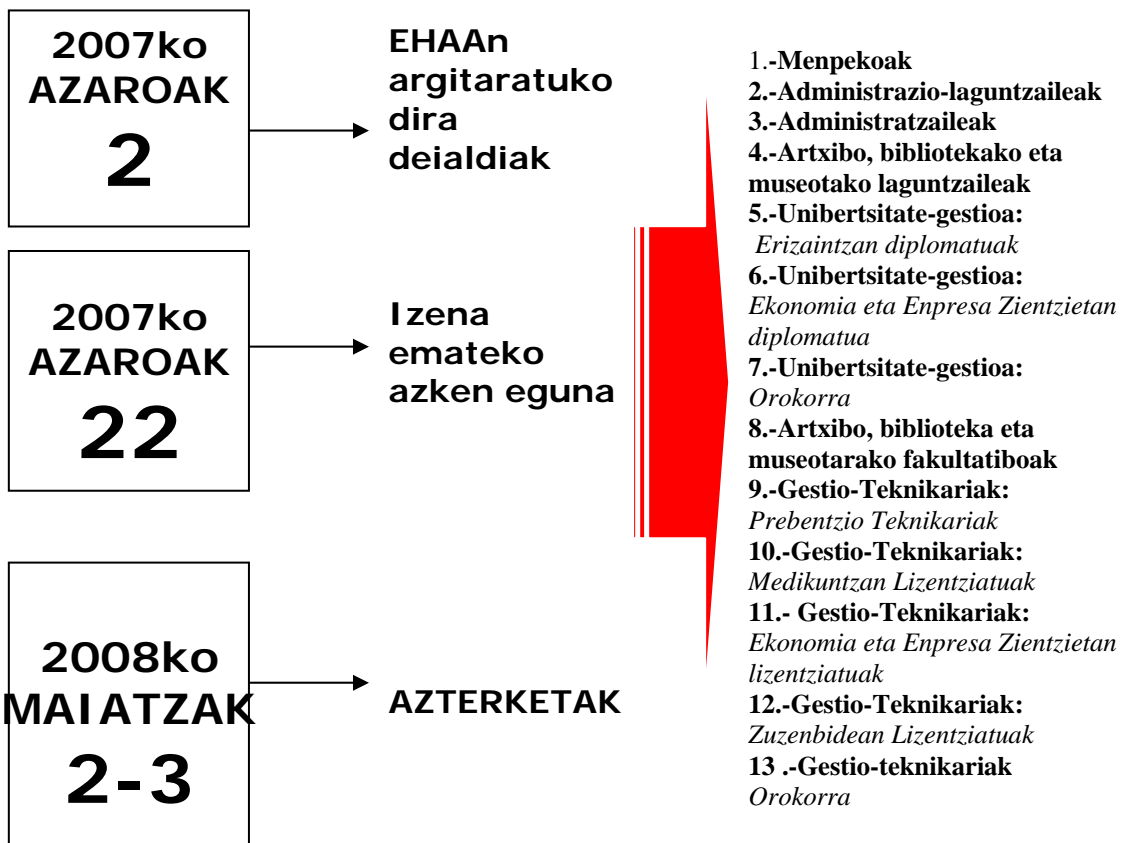 2007ko
AZAROAK
2
EHAAn
argitaratuko
dira
deialdiak
2007ko
AZAROAK
22
Izena
emateko
azken eguna
2008ko
MAIATZAK
2-3
AZTERKETAK
1.-Menpekoak
2.-Administrazio-laguntzaileak
3.-Administratzaileak
4.-Artxibo, bibliotekako eta
museotako laguntzaileak
5.-Unibertsitate-gestioa:
Erizaintzan diplomatuak
6.-Unibertsitate-gestioa:
Ekonomia eta Enpresa Zientzietan
diplomatua
7.-Unibertsitate-gestioa:
Orokorra
8.-Artxibo, biblioteka eta
museotarako fakultatiboak
9.-Gestio-Teknikariak:
Prebentzio Teknikariak
10.-Gestio-Teknikariak:
Medikuntzan Lizentziatuak
11.- Gestio-Teknikariak:
Ekonomia eta Enpresa Zientzietan
lizentziatuak
12.-Gestio-Teknikariak:
Zuzenbidean Lizentziatuak
13 .-Gestio-teknikariak
Orokorra